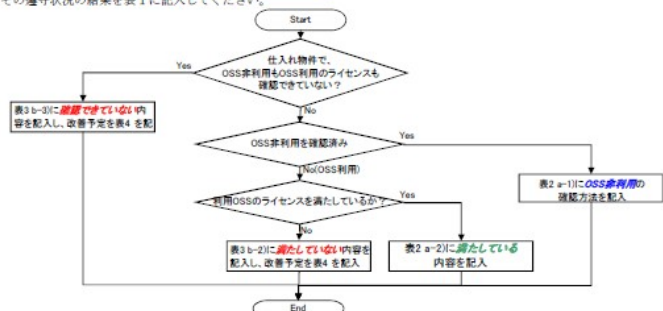 その遵守状況の結果を表1に記入してください。
Start
仕入れ物件で、
OSS非利用もOSS利用のライセンスも
確認できていない?
Yes
No
表3 b-3)に確認できていない内
容を記入し、改善予定を表4 を記
OSS非利用を確認済み
Yes
No(OSS利用)
表2 a-1)にOSS非利用の
確認方法を記入
利用OSSのライセンスを満たしているか?
Yes
No
表3 b-2)に満たしていない内容を
記入し、改善予定を表4 を記入
表2 a-2)に満たしている
内容を記入
End